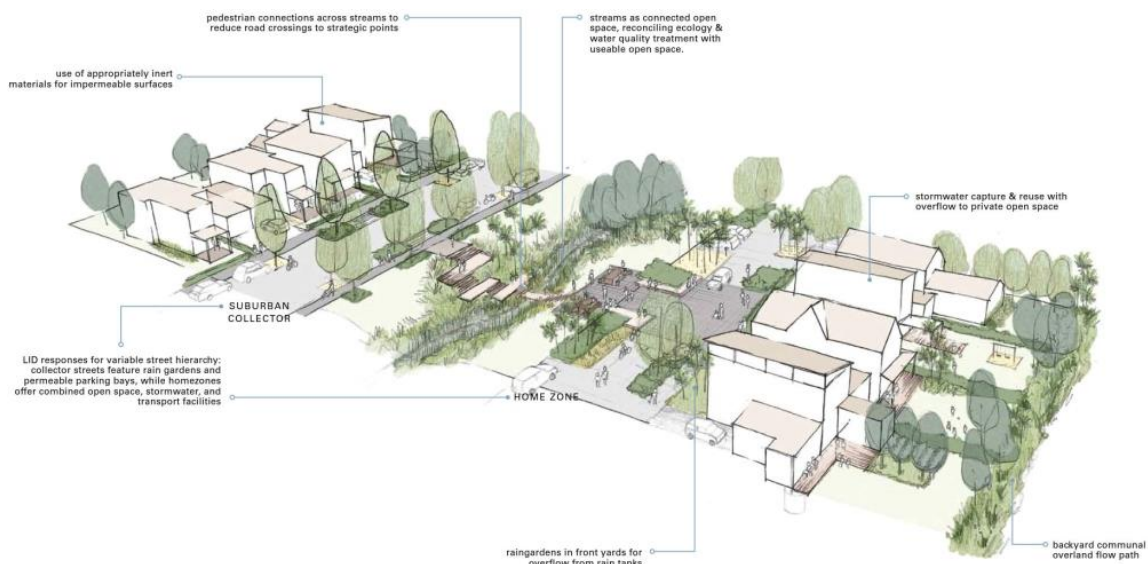 pedestrian connections across streams to
reduce road crossings to strategic points
streams as connected open
space, reconciling ecology &
water quality treatment with
useable open space.
use of appropriately inert
materials for impermeable surfaces
stormwater capture & reuse with
overflow to private open space
SUBURBAN
COLLECTOR
LID responses for variable street hierarchy:
collector streets feature rain gardens and
permeable parking bays, while homezones
offer combined open space, stormwater, and
transport facilities
HOME ZONE
raingardens in front yards for
overflow from rain tanks
backyard communal
overland flow path